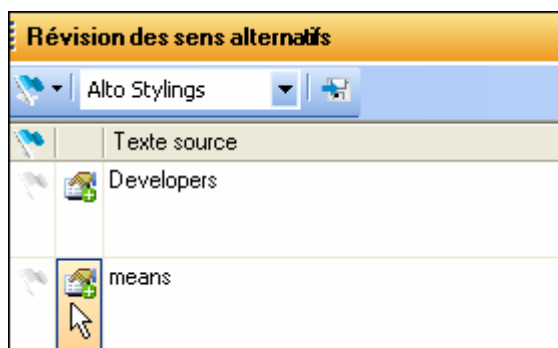 Révision des sens alternatifs
Alto Stylings
Texte source
Developers
means